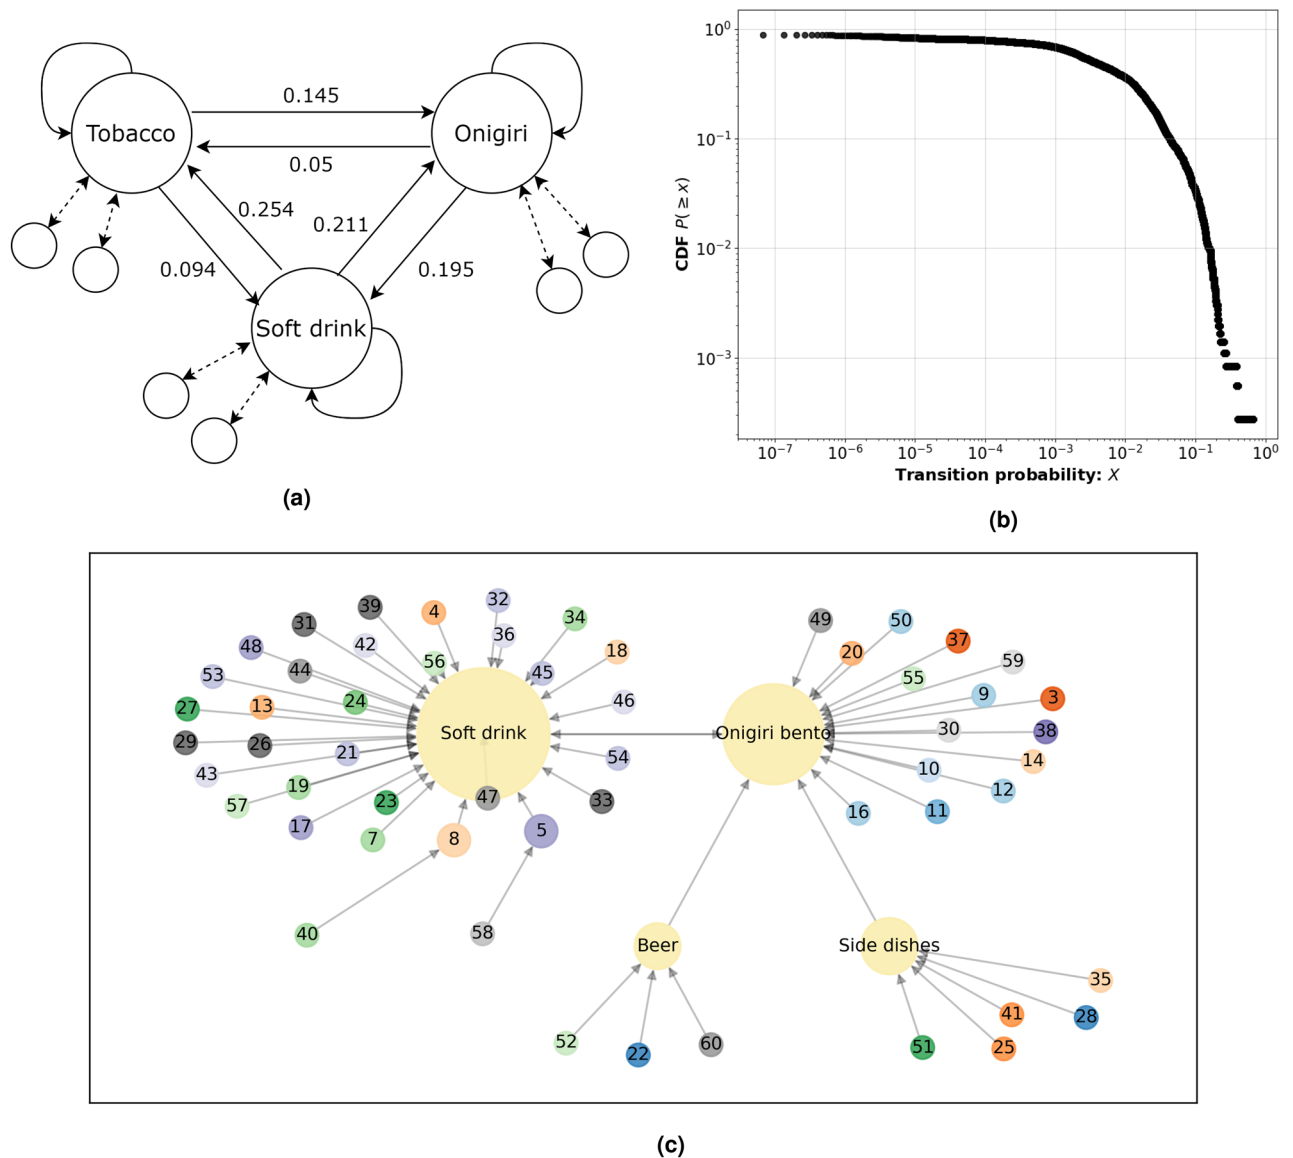 Tobacco
Onigiri
Soft drink
0.145
0.05
0.254
0.211
0.094
0.195
(a)
10⁰
10⁻¹
10⁻²
10⁻³
CDF P(≥x)
10⁻⁷ 10⁻⁶ 10⁻⁵ 10⁻⁴ 10⁻³ 10⁻² 10⁻¹ 10⁰
Transition probability: X
(b)
39 4 32 34
31 36 18
48 42 56
53 44 45
27 13 24 46
Soft drink
29 26 21 54
43
57 19 47 33
17 23 5
7 8
40 58
49 50
20 37
59
55 9 3
30 38
Onigiri bento
10 14
12
16 11
Beer
Side dishes
52 22 60
35
41 28
51 25
(c)